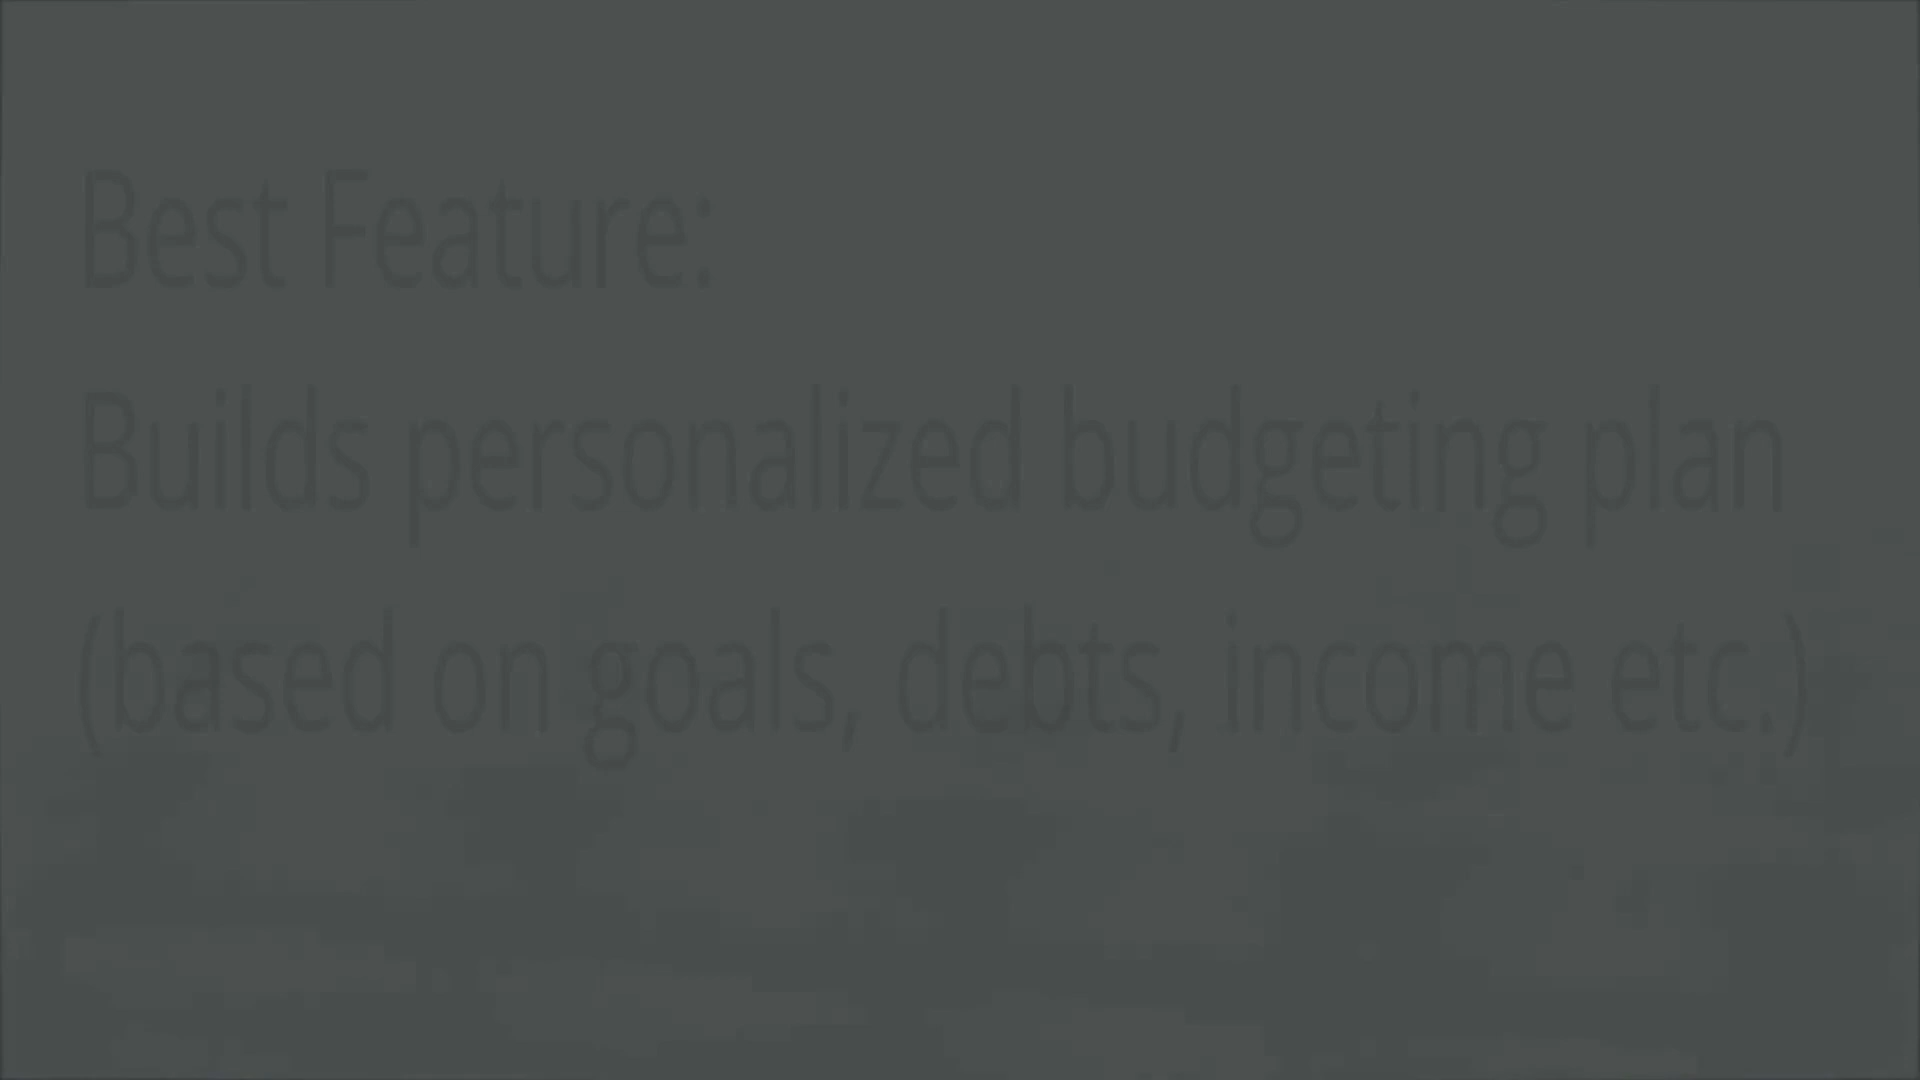 Best Feature:
Builds personalized budgeting plan
(based on goals, debts, income etc.)